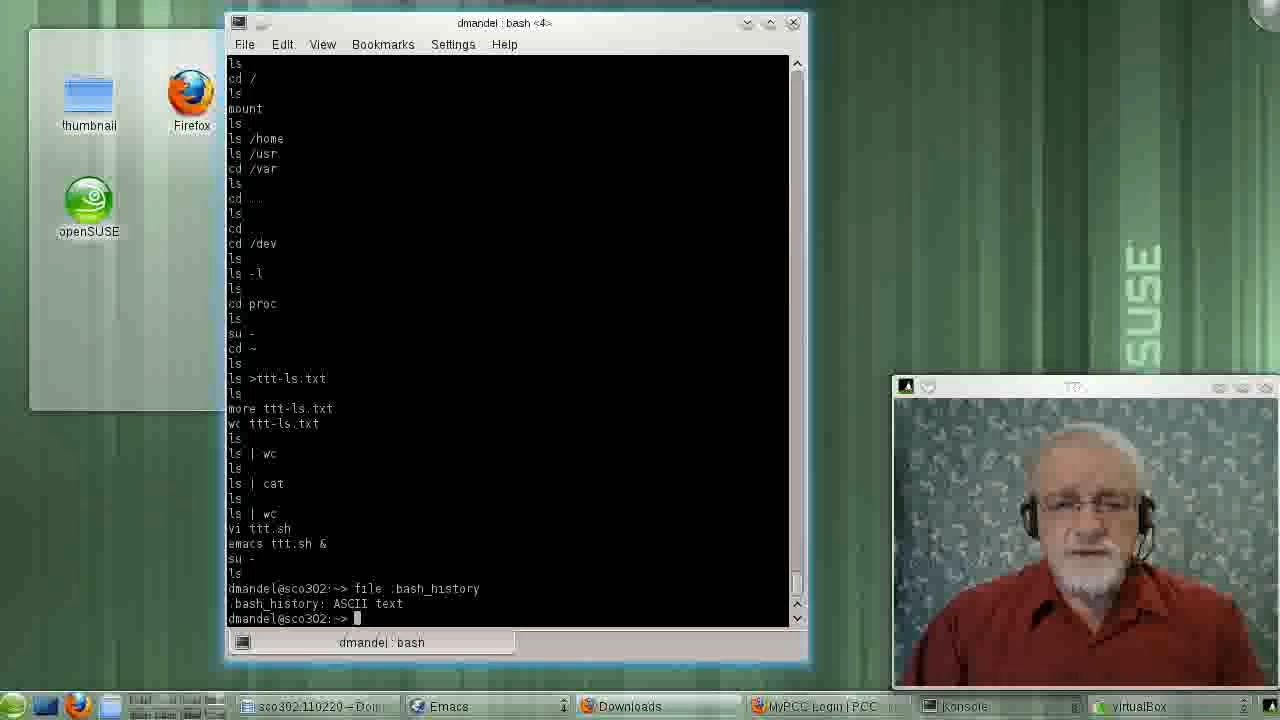 dmandel : bash <4>
File Edit View Bookmarks Settings Help
ls
cd /
ls
mount
ls
ls /home
ls /usr
cd /var
ls
cd ..
ls
cd
cd /dev
ls
ls -l
ls
cd proc
ls
su -
cd ~
ls
ls >ttt-ls.txt
ls
more ttt-ls.txt
wc ttt-ls.txt
ls
ls | wc
ls
ls | cat
ls
ls | wc
vi ttt.sh
emacs ttt.sh &
su -
ls
dmandel@sco302:~> file .bash_history
.bash_history: ASCII text
dmandel@sco302:~>
dmandel : bash
thumbnail
Firefox
openSUSE
SUSE
sco302.110220 – Dol
Emacs
Downloads
MyPCC Login | PCC
Konsole
VirtualBox